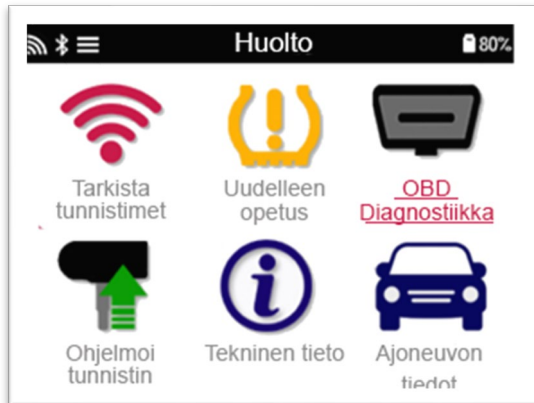 Huolto
80%
Tarkista
tunnistimet
Uudelleen
opetus
OBD
Diagnostiikka
Ohjelmoi
tunnistin
Tekninen tieto
Ajoneuvon
tiedot